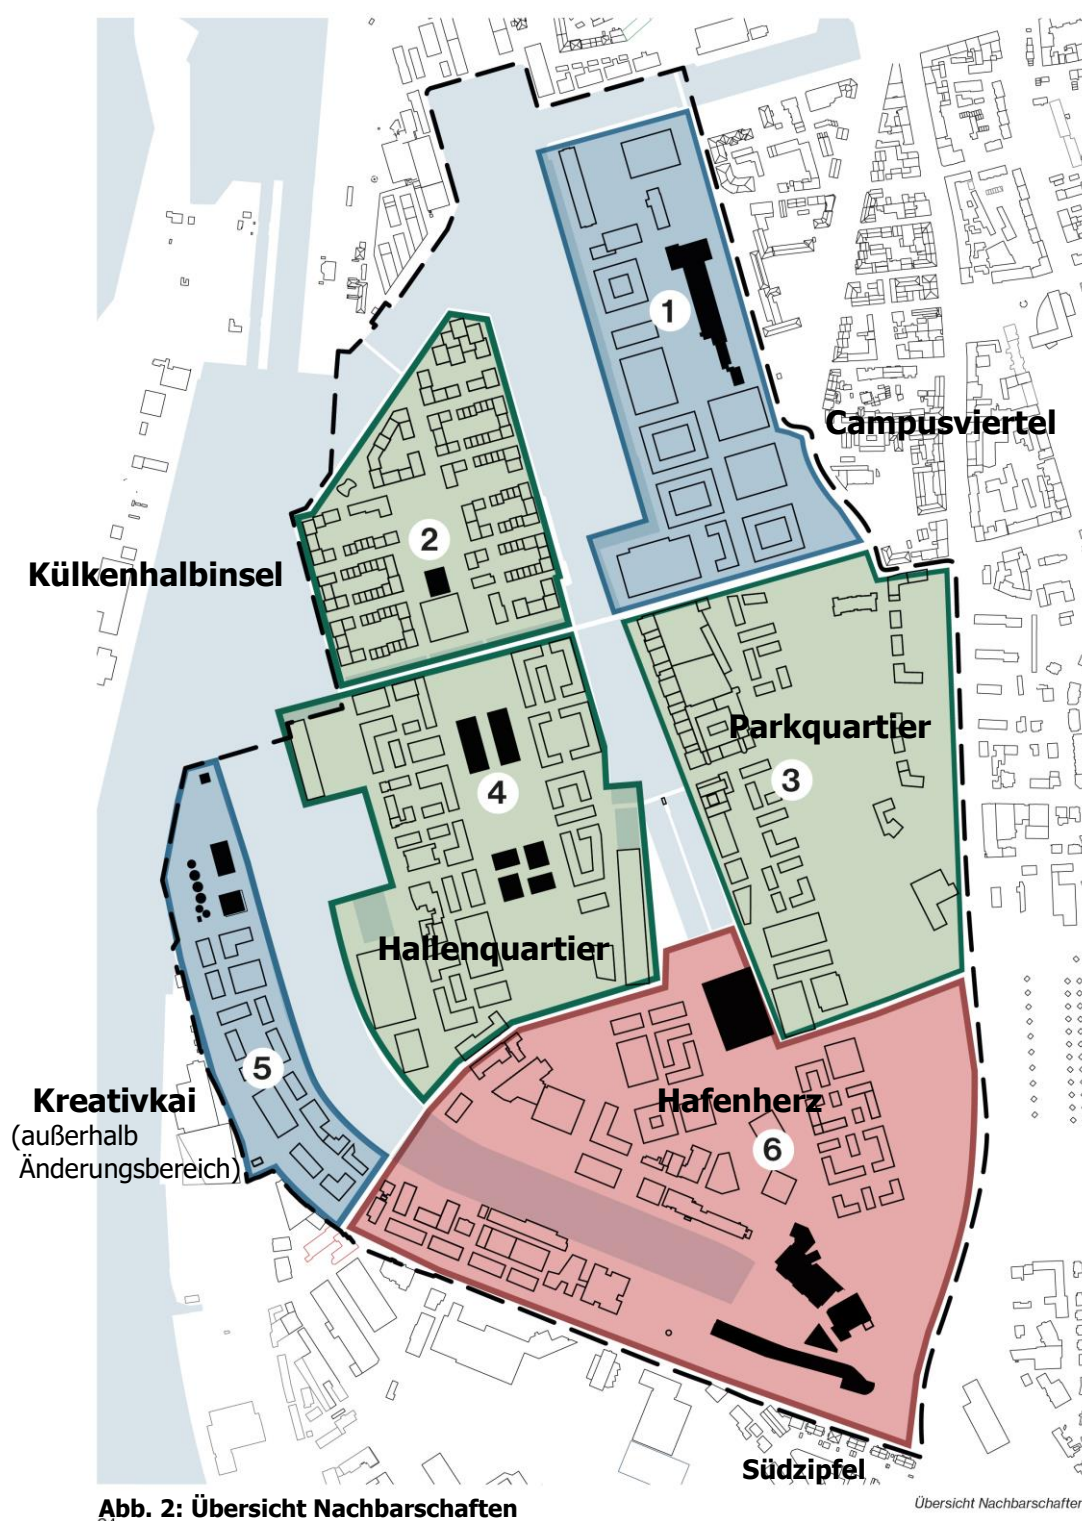 1
Campusviertel
2
Külkenhalbinsel
Parkquartier
3
4
Hallenquartier
5
Kreativkai
(außerhalb
Änderungsbereich)
Hafenherz
6
Südzipfel
Abb. 2: Übersicht Nachbarschaften
Übersicht Nachbarschaften